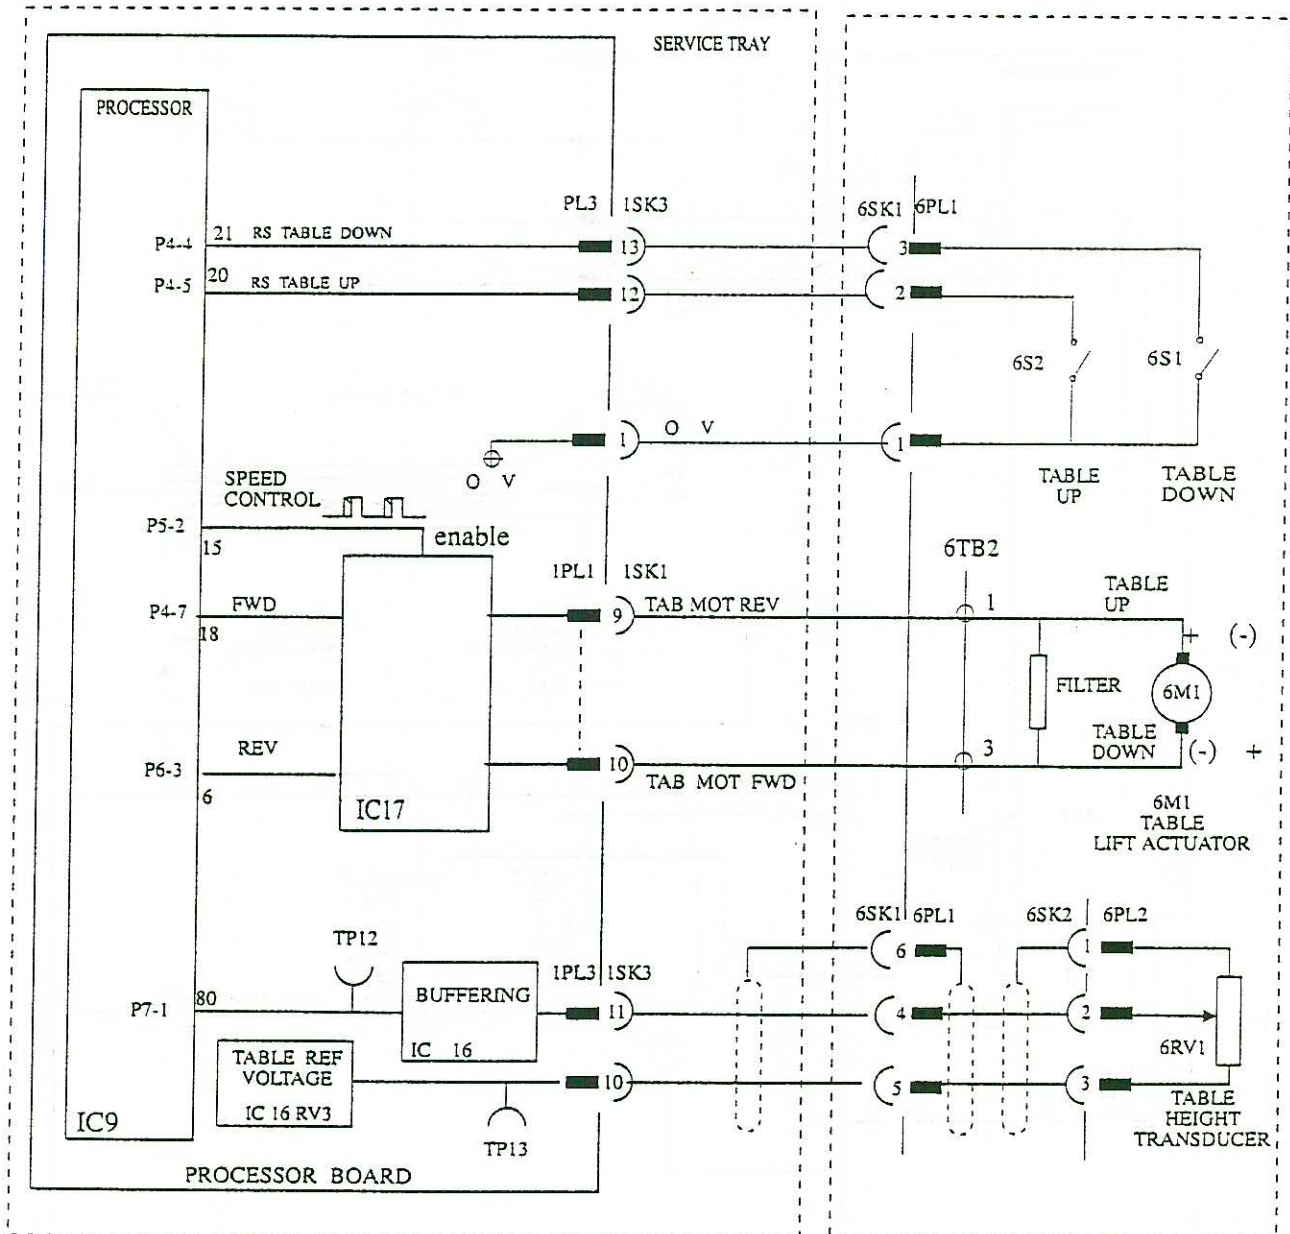 SERVICE TRAY
PROCESSOR
PL3 1SK3
6SK1 6PL1
P4-4 21 RS TABLE DOWN 13 3
P4-5 20 RS TABLE UP 12 2
6S2 6S1
1 O V 1
O V
TABLE UP
TABLE DOWN
SPEED CONTROL
P5-2 15 enable
6TB2
1PL1 1SK1
P4-7 FWD 18
9 TAB MOT REV 1
TABLE UP
+ (-)
FILTER
6M1
TABLE DOWN
(-) +
P6-3 REV 6
10 TAB MOT FWD 3
IC17
6M1
TABLE
LIFT ACTUATOR
6SK1 6PL1 6SK2 6PL2
6 1
TP12
1PL3 1SK3
P7-1 80
BUFFERING
IC 16
11 4 2
6RV1
TABLE REF
VOLTAGE
IC 16 RV3
10 5 3
TP13
TABLE
HEIGHT
TRANSDUCER
IC9
PROCESSOR BOARD